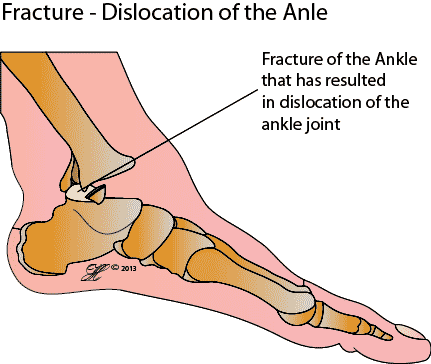 Fracture - Dislocation of the Anle
Fracture of the Ankle
that has resulted
in dislocation of the
ankle joint
© 2013